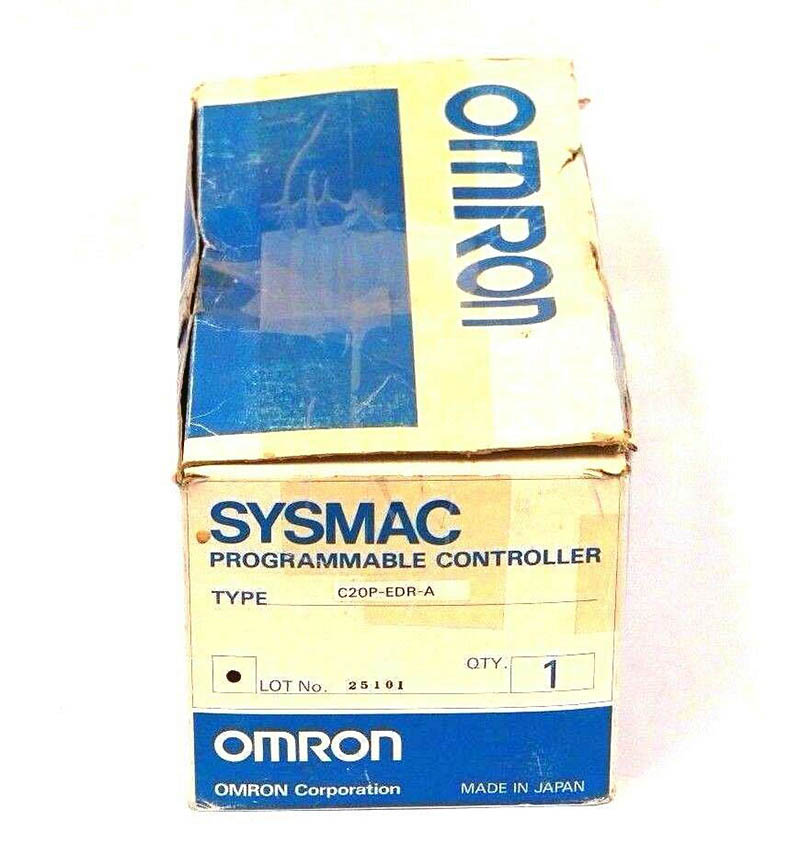 OMRON
SYSMAC
PROGRAMMABLE CONTROLLER
TYPE C20P-EDR-A
QTY. 1
LOT No. 25101
OMRON
OMRON Corporation MADE IN JAPAN